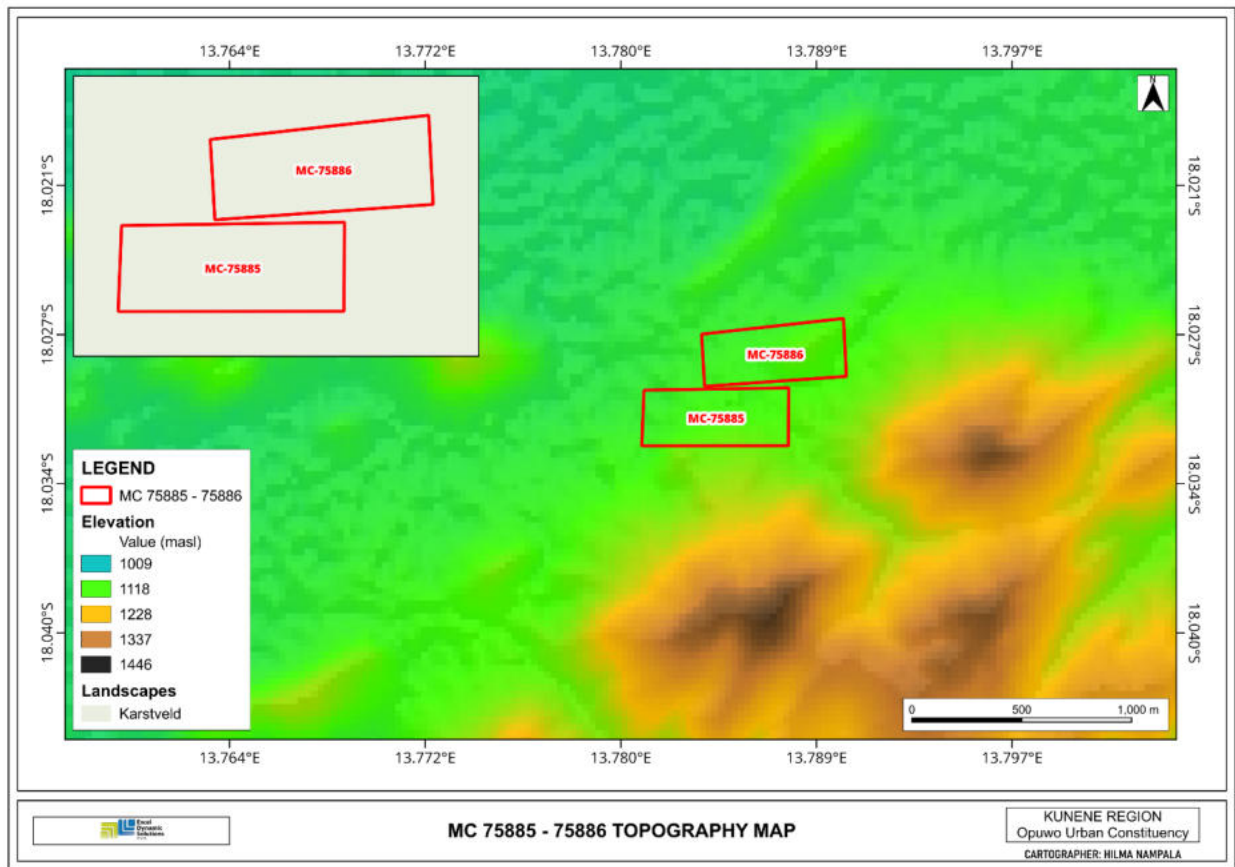 13.764°E 13.772°E 13.780°E 13.789°E 13.797°E
N
MC-75886
MC-75885
18.021°S
18.027°S
18.034°S
18.040°S
18.021°S
18.027°S
18.034°S
18.040°S
MC-75886
MC-75885
LEGEND
MC 75885 - 75886
Elevation
Value (masl)
1009
1118
1228
1337
1446
Landscapes
Karstveld
0 500 1,000 m
13.764°E 13.772°E 13.780°E 13.789°E 13.797°E
Excel
Dynamic
Solutions
MC 75885 - 75886 TOPOGRAPHY MAP
KUNENE REGION
Opuwo Urban Constituency
CARTOGRAPHER: HILMA NAMPALA